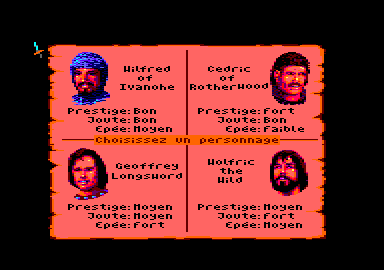 Wilfred
of
Ivanohe
Prestige:Bon
Joute:Bon
Epée:Moyen
Cedric
of
Rotherwood
Prestige:Fort
Joute:Bon
Epée:Faible
Choisissez un personnage
Geoffrey
Longsword
Prestige:Moyen
Joute:Moyen
Epée:Fort
Wolfric
the
Wild
Prestige:Moyen
Joute:Fort
Epée:Moyen